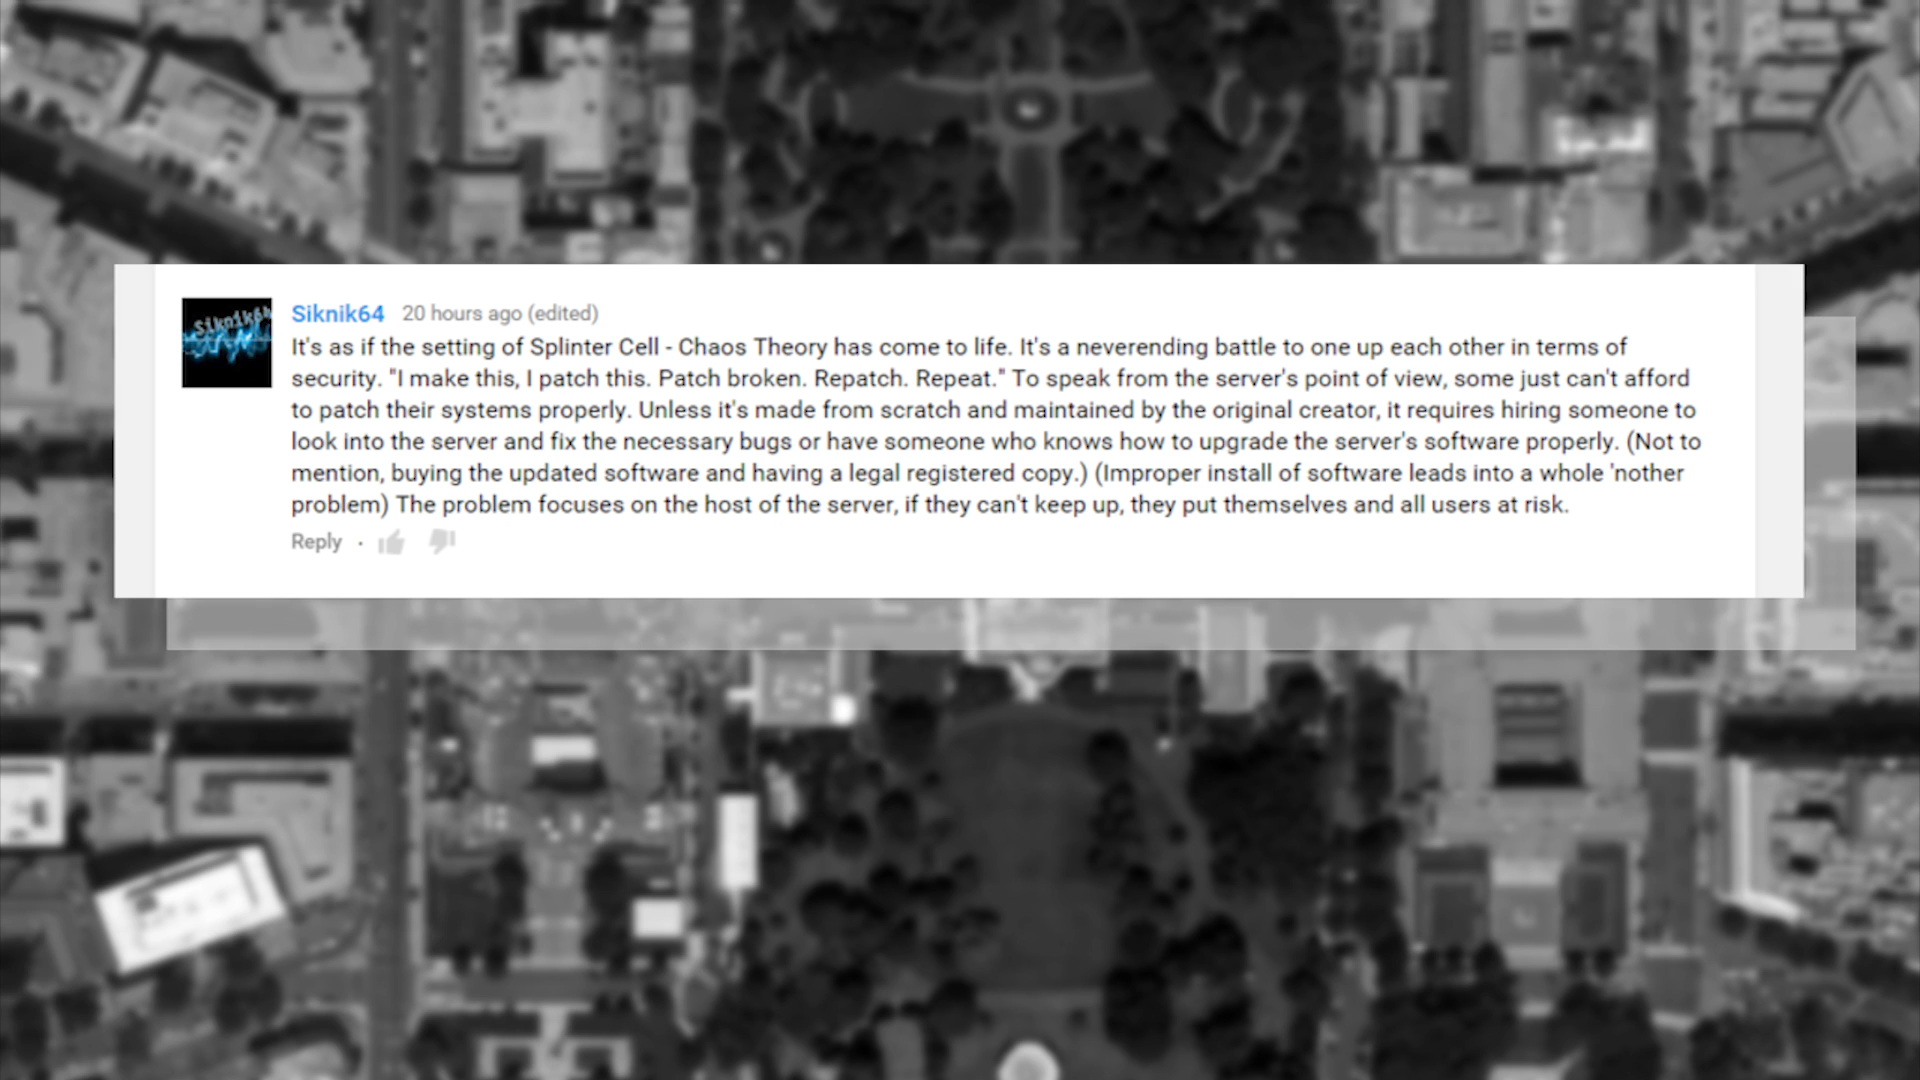 Siknik64
Siknik64 20 hours ago (edited)
It's as if the setting of Splinter Cell - Chaos Theory has come to life. It's a neverending battle to one up each other in terms of
security. "I make this, I patch this. Patch broken. Repatch. Repeat." To speak from the server's point of view, some just can't afford
to patch their systems properly. Unless it's made from scratch and maintained by the original creator, it requires hiring someone to
look into the server and fix the necessary bugs or have someone who knows how to upgrade the server's software properly. (Not to
mention, buying the updated software and having a legal registered copy.) (Improper install of software leads into a whole 'nother
problem) The problem focuses on the host of the server, if they can't keep up, they put themselves and all users at risk.
Reply ·